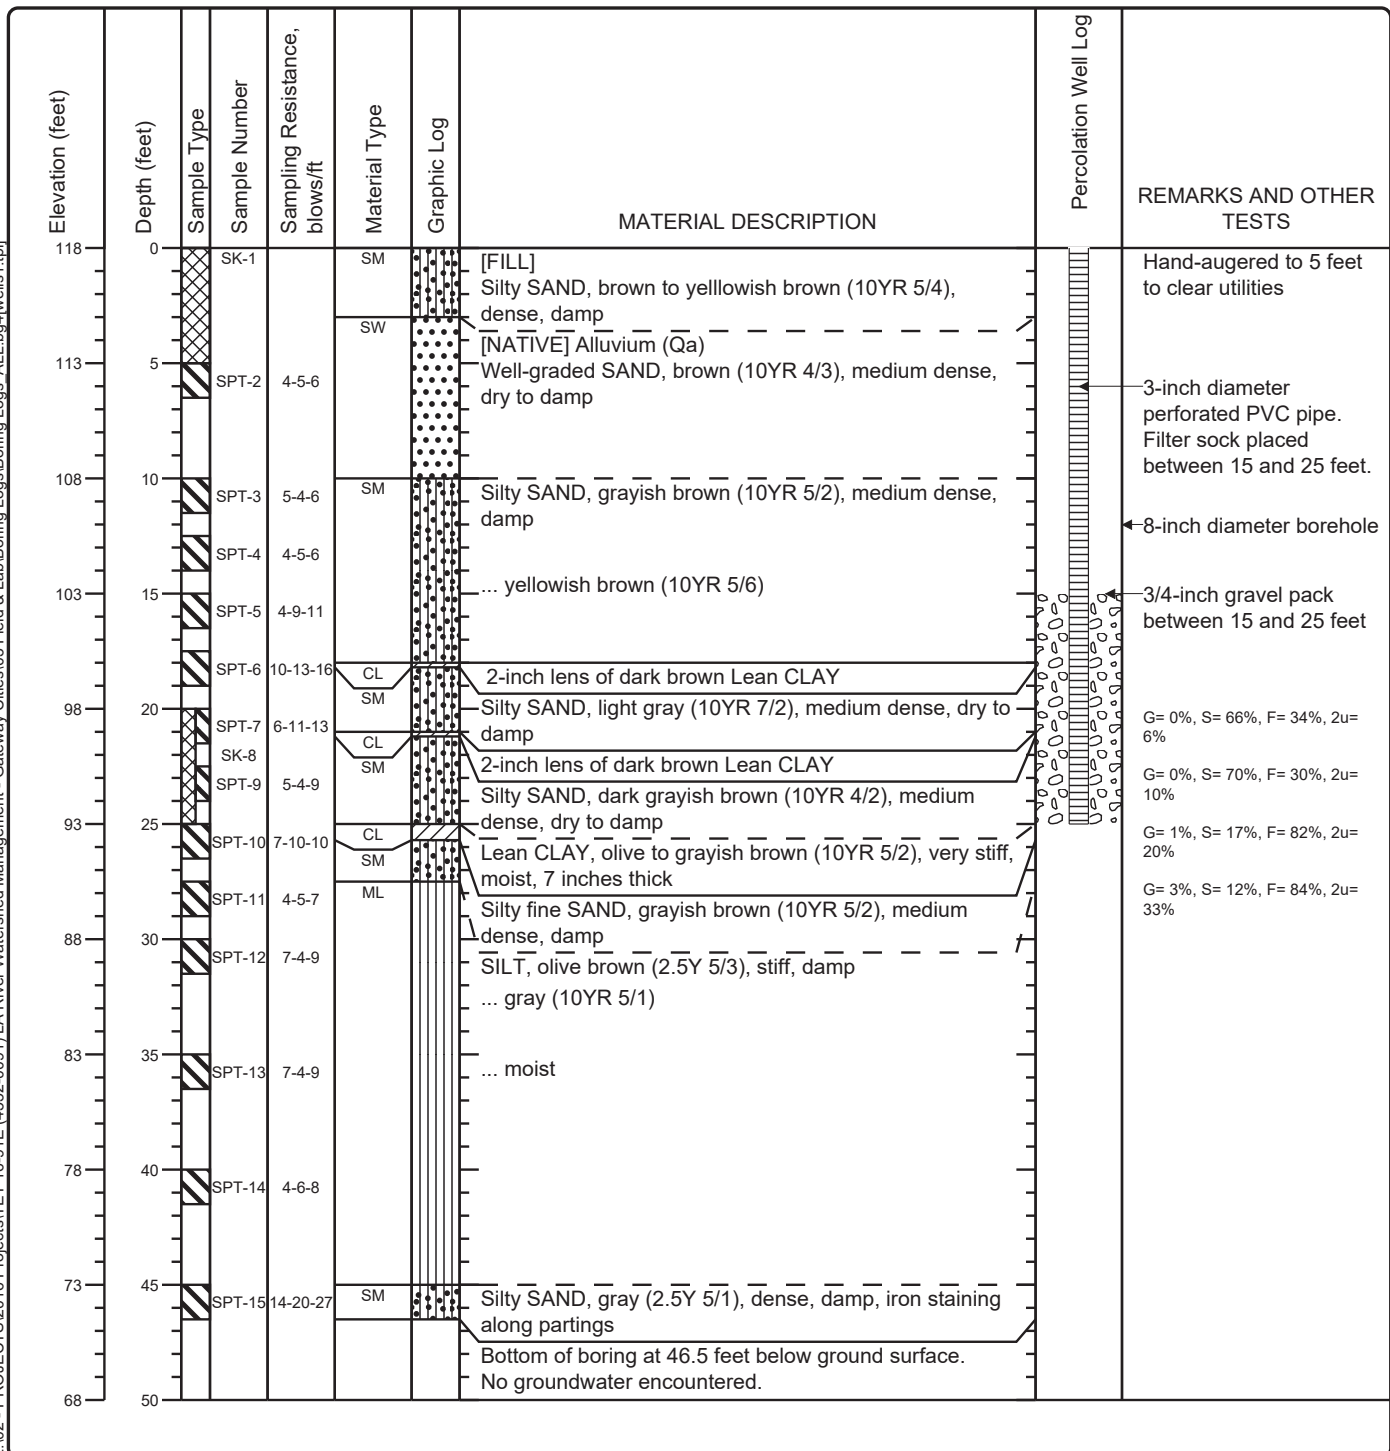 Elevation (feet)
Depth (feet)
Sample Type
Sample Number
Sampling Resistance,
blows/ft
Material Type
Graphic Log
MATERIAL DESCRIPTION
Percolation Well Log
REMARKS AND OTHER
TESTS
118
0
SK-1
SM
[FILL]
Silty SAND, brown to yelllowish brown (10YR 5/4),
dense, damp
Hand-augered to 5 feet
to clear utilities
SW
[NATIVE] Alluvium (Qa)
Well-graded SAND, brown (10YR 4/3), medium dense,
dry to damp
113
5
SPT-2
4-5-6
3-inch diameter
perforated PVC pipe.
Filter sock placed
between 15 and 25 feet.
108
10
SPT-3
5-4-6
SM
Silty SAND, grayish brown (10YR 5/2), medium dense,
damp
8-inch diameter borehole
SPT-4
4-5-6
... yellowish brown (10YR 5/6)
103
15
SPT-5
4-9-11
3/4-inch gravel pack
between 15 and 25 feet
SPT-6
10-13-16
CL
2-inch lens of dark brown Lean CLAY
SM
98
20
Silty SAND, light gray (10YR 7/2), medium dense, dry to
damp
SPT-7
6-11-13
G= 0%, S= 66%, F= 34%, 2u=
6%
CL
SK-8
SM
2-inch lens of dark brown Lean CLAY
SPT-9
5-4-9
G= 0%, S= 70%, F= 30%, 2u=
10%
Silty SAND, dark grayish brown (10YR 4/2), medium
dense, dry to damp
93
25
SPT-10
7-10-10
CL
G= 1%, S= 17%, F= 82%, 2u=
20%
SM
Lean CLAY, olive to grayish brown (10YR 5/2), very stiff,
moist, 7 inches thick
SPT-11
4-5-7
ML
G= 3%, S= 12%, F= 84%, 2u=
33%
Silty fine SAND, grayish brown (10YR 5/2), medium
dense, damp
88
30
SPT-12
7-4-9
SILT, olive brown (2.5Y 5/3), stiff, damp
... gray (10YR 5/1)
83
35
SPT-13
7-4-9
... moist
78
40
SPT-14
4-6-8
73
45
SPT-15
14-20-27
SM
Silty SAND, gray (2.5Y 5/1), dense, damp, iron staining
along partings
Bottom of boring at 46.5 feet below ground surface.
No groundwater encountered.
68
50